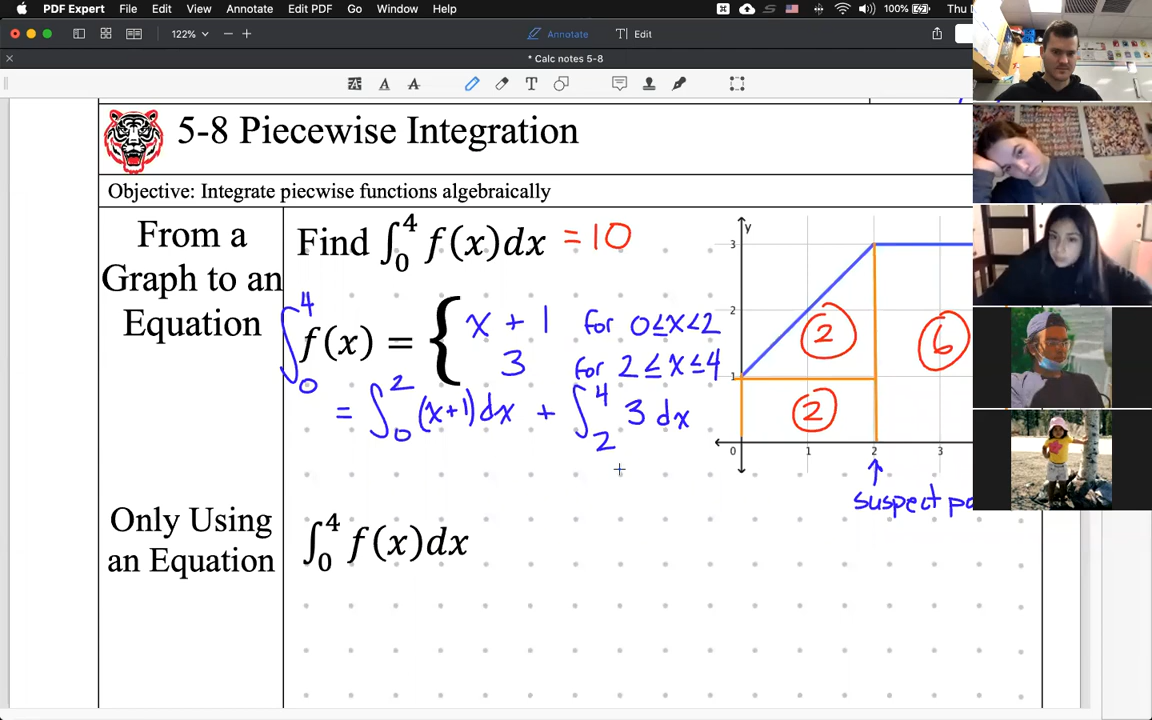 PDF Expert File Edit View Annotate Edit PDF Go Window Help 100% Thu D
122% Annotate Edit
* Calc notes 5-8
5-8 Piecewise Integration
Objective: Integrate piecwise functions algebraically
From a
Graph to an
Equation
Find ∫₀⁴ f(x)dx = 10
∫₀⁴ f(x) = { x + 1 for 0≤x<2
3 for 2≤x≤4
= ∫₀² (x+1)dx + ∫₂⁴ 3 dx
y
3
2
1
0 1 2 3
2
6
2
suspect
Only Using
an Equation
∫₀⁴ f(x)dx